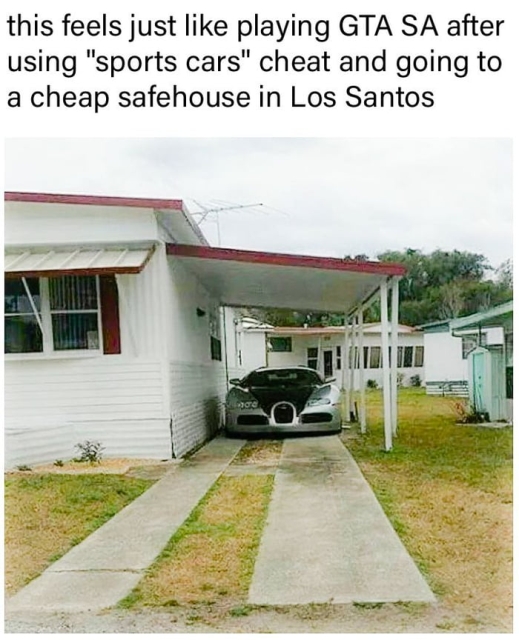 this feels just like playing GTA SA after
using "sports cars" cheat and going to
a cheap safehouse in Los Santos